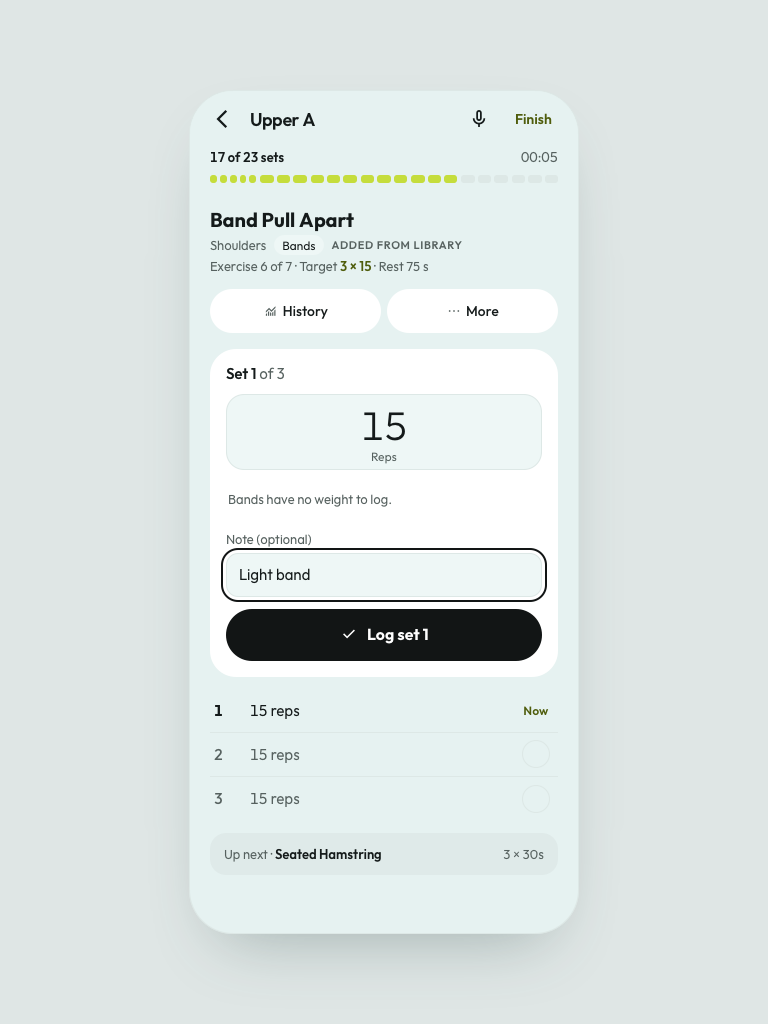 Upper A
Finish
17 of 23 sets
00:05
Band Pull Apart
Shoulders Bands ADDED FROM LIBRARY
Exercise 6 of 7 · Target 3 × 15 · Rest 75 s
History
More
Set 1 of 3
15
Reps
Bands have no weight to log.
Note (optional)
Light band
Log set 1
1 15 reps Now
2 15 reps
3 15 reps
Up next · Seated Hamstring 3 × 30s